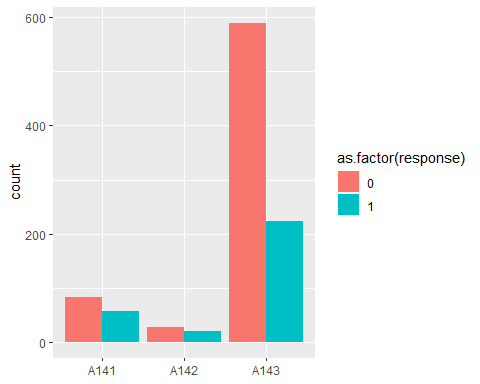 600
400
200
0
count
A141
A142
A143
as.factor(response)
0
1